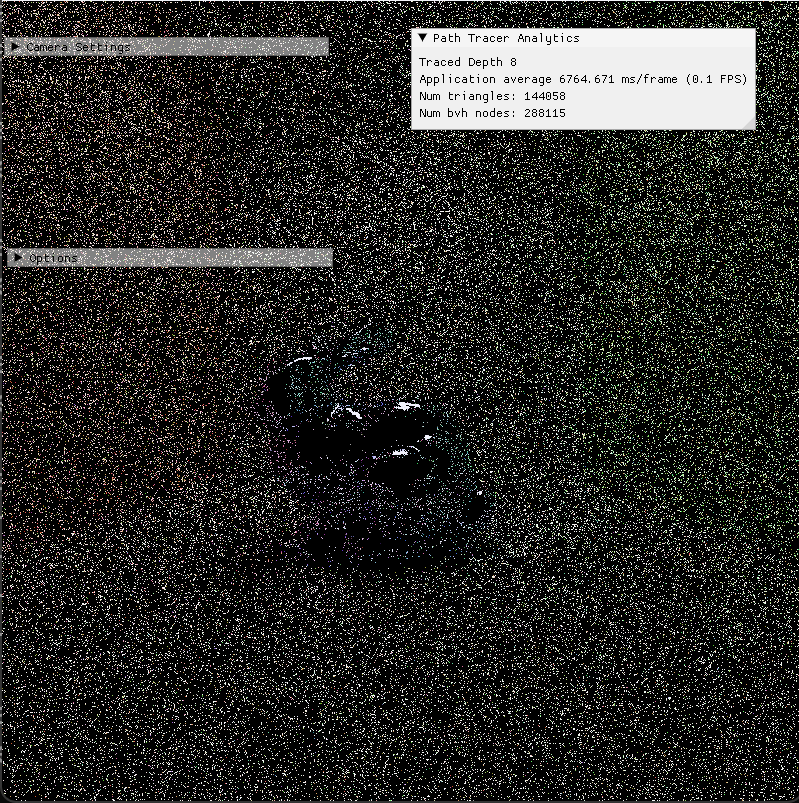 Camera Settings
Path Tracer Analytics
Traced Depth 8
Application average 6764.671 ms/frame (0.1 FPS)
Num triangles: 144058
Num bvh nodes: 288115
Options